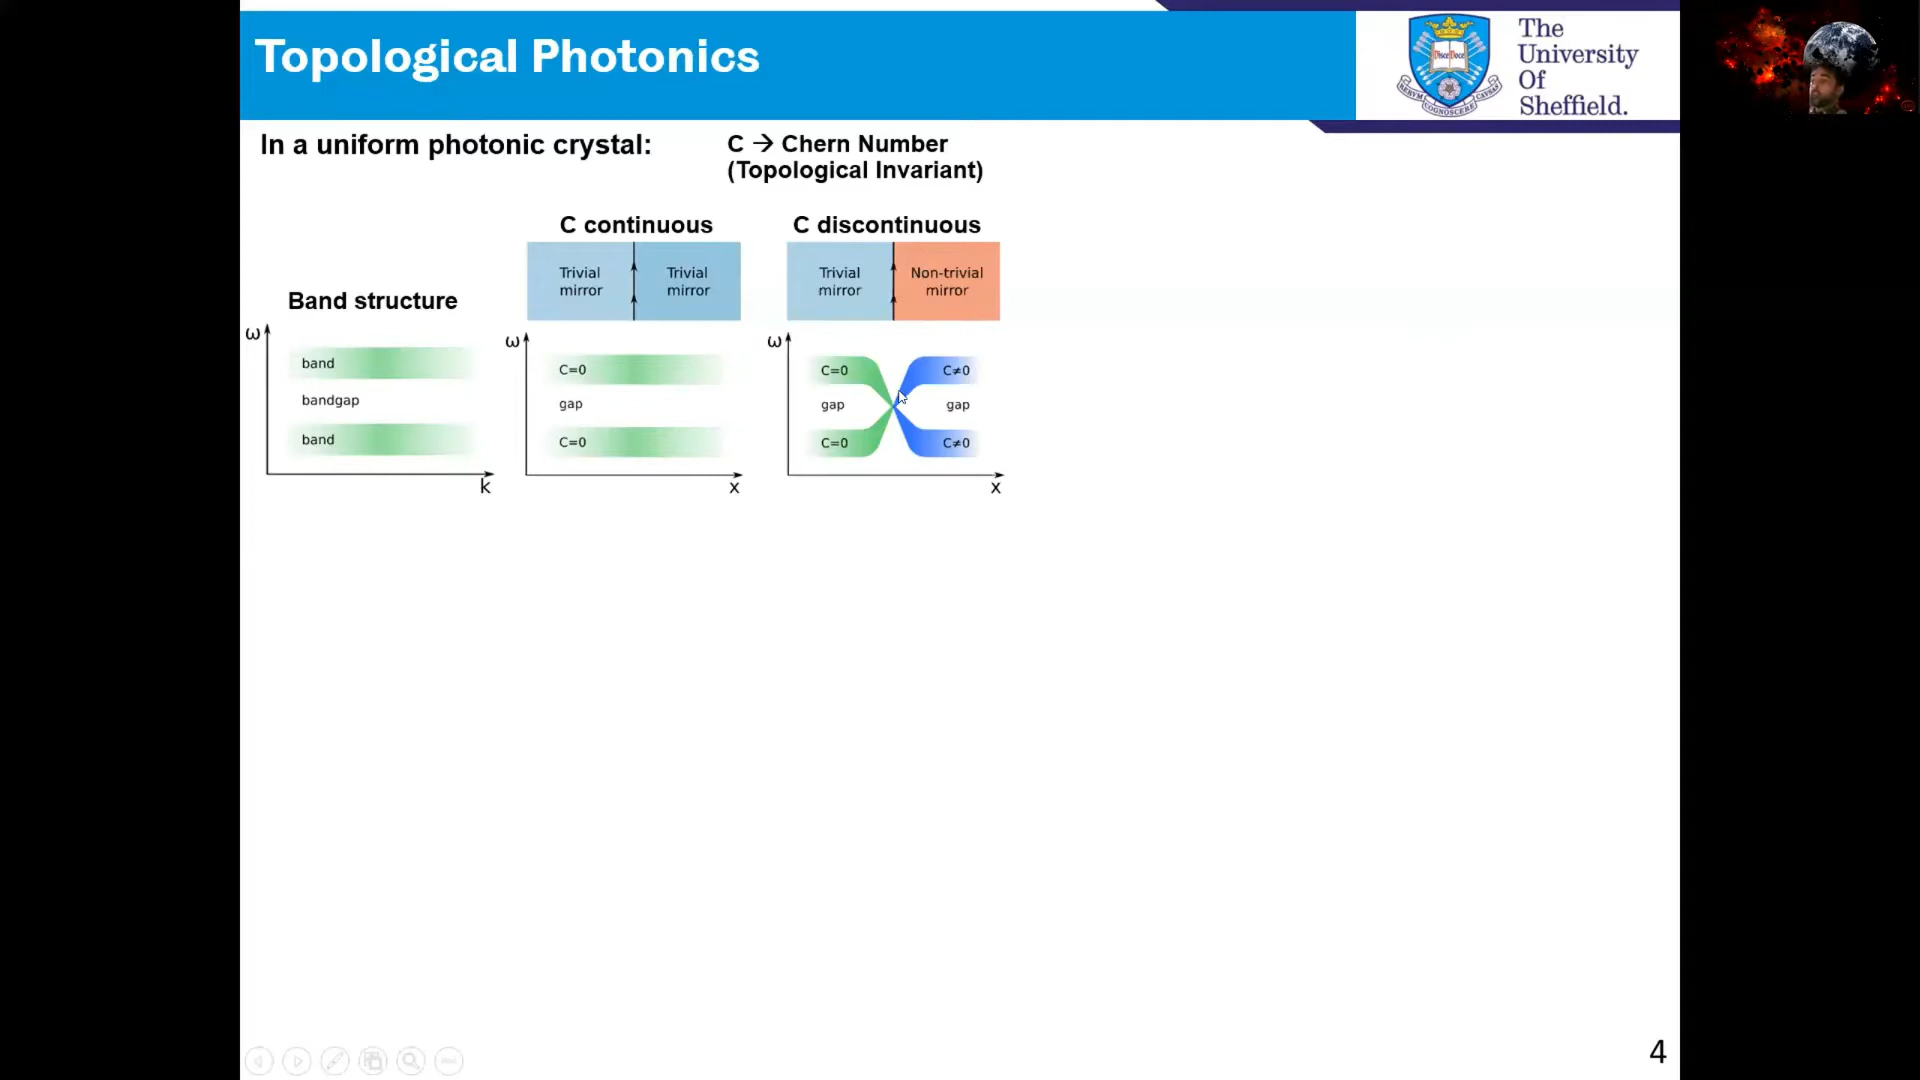 Topological Photonics
The
University
Of
Sheffield.
In a uniform photonic crystal:
C → Chern Number
(Topological Invariant)
C continuous
C discontinuous
Trivial
mirror
Trivial
mirror
Trivial
mirror
Non-trivial
mirror
Band structure
ω
band
bandgap
band
k
ω
C=0
gap
C=0
x
ω
C=0
C≠0
gap
gap
C=0
C≠0
x
4